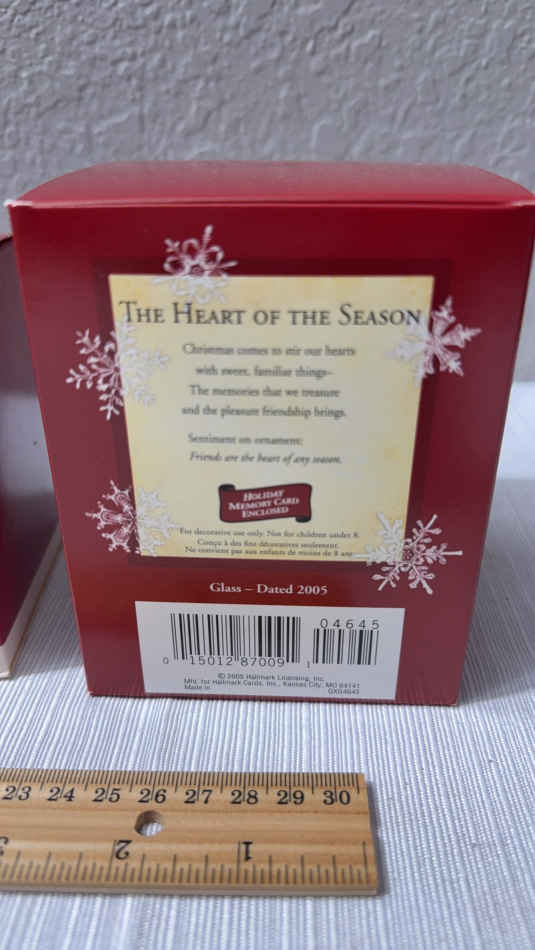 THE HEART OF THE SEASON
Christmas comes to stir our hearts
with sweet, familiar things–
The memories that we treasure
and the pleasure friendship brings.
Sentiment on ornament:
Friends are the heart of any season.
HOLIDAY
MEMORY CARD
ENCLOSED
For decorative use only. Not for children under 8.
Conçu à des fins décoratives seulement.
Ne convient pas aux enfants de moins de 8 ans.
Glass – Dated 2005
04645
0 15012 87009 1
© 2005 Hallmark Licensing, Inc.
Mfd. for Hallmark Cards, Inc., Kansas City, MO 64141
Made in
23 24 25 26 27 28 29 30
3 2 1